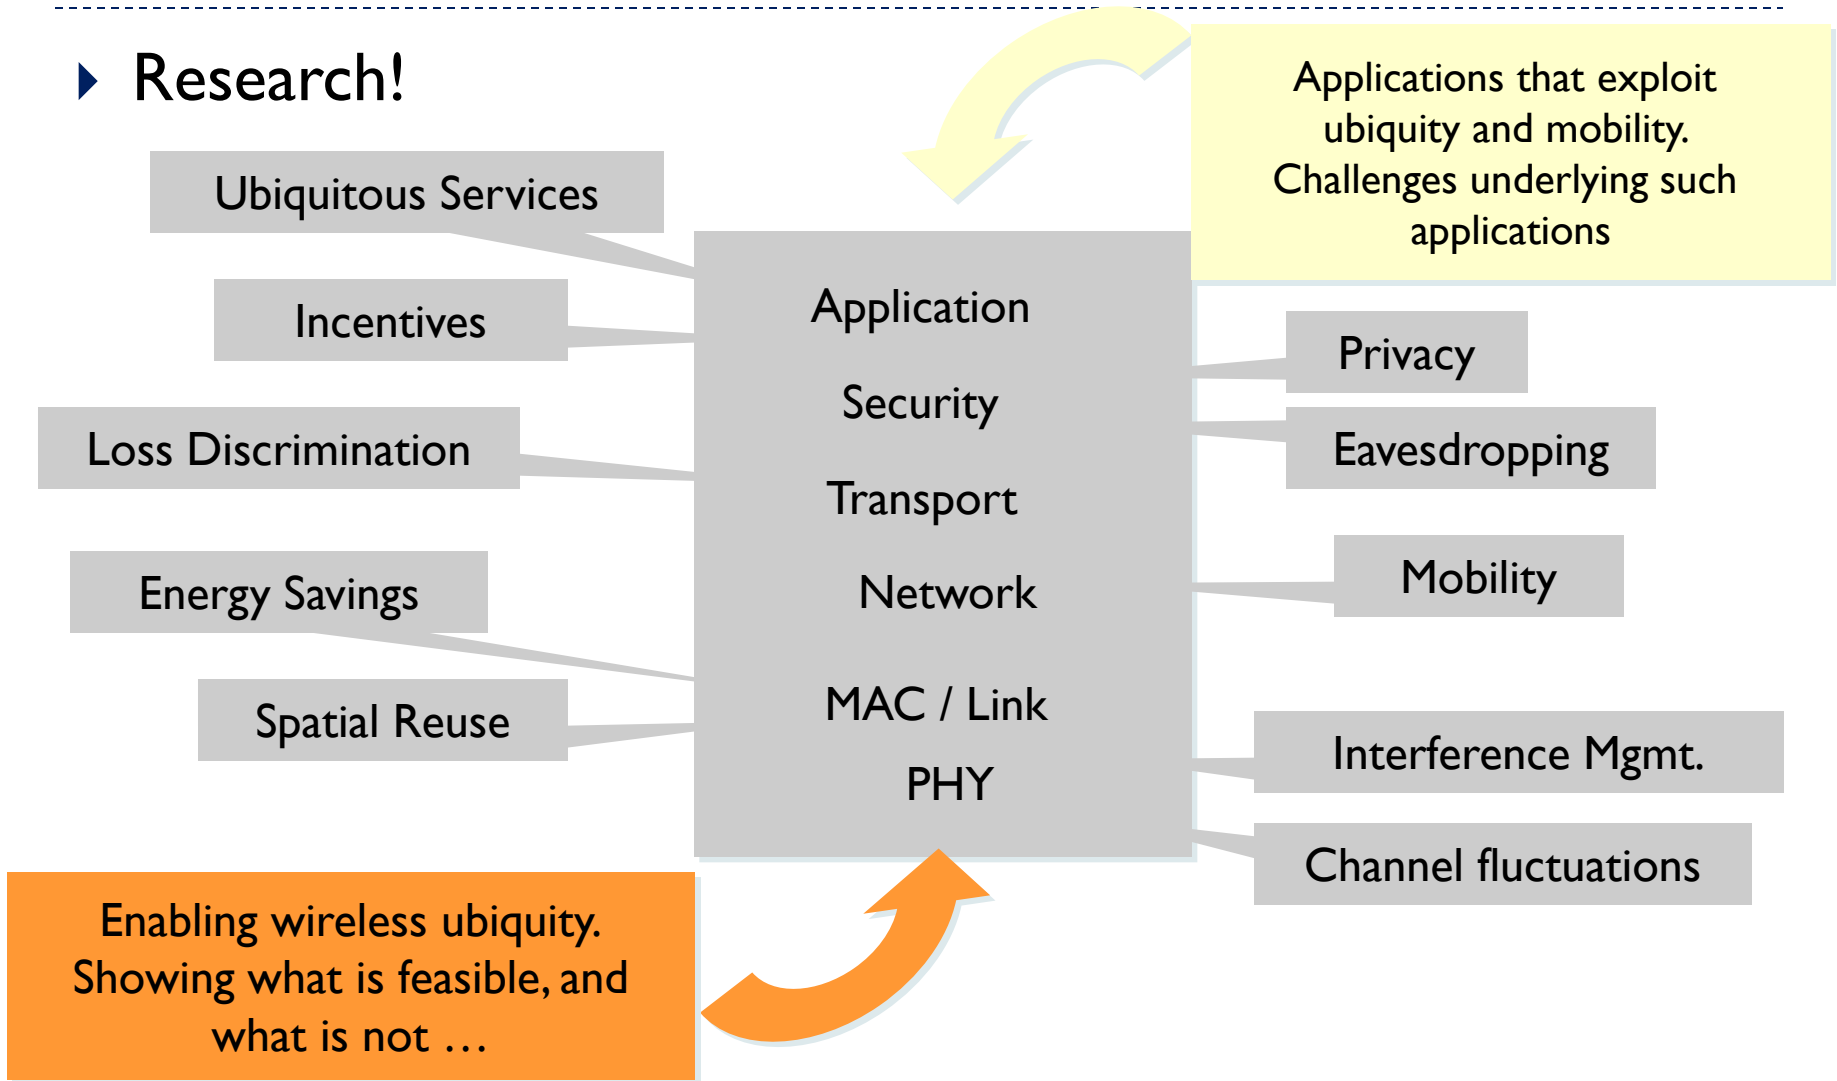 Research!
Applications that exploit
ubiquity and mobility.
Challenges underlying such
applications
Ubiquitous Services
Incentives
Loss Discrimination
Energy Savings
Spatial Reuse
Application
Security
Transport
Network
MAC / Link
PHY
Privacy
Eavesdropping
Mobility
Interference Mgmt.
Channel fluctuations
Enabling wireless ubiquity.
Showing what is feasible, and
what is not …